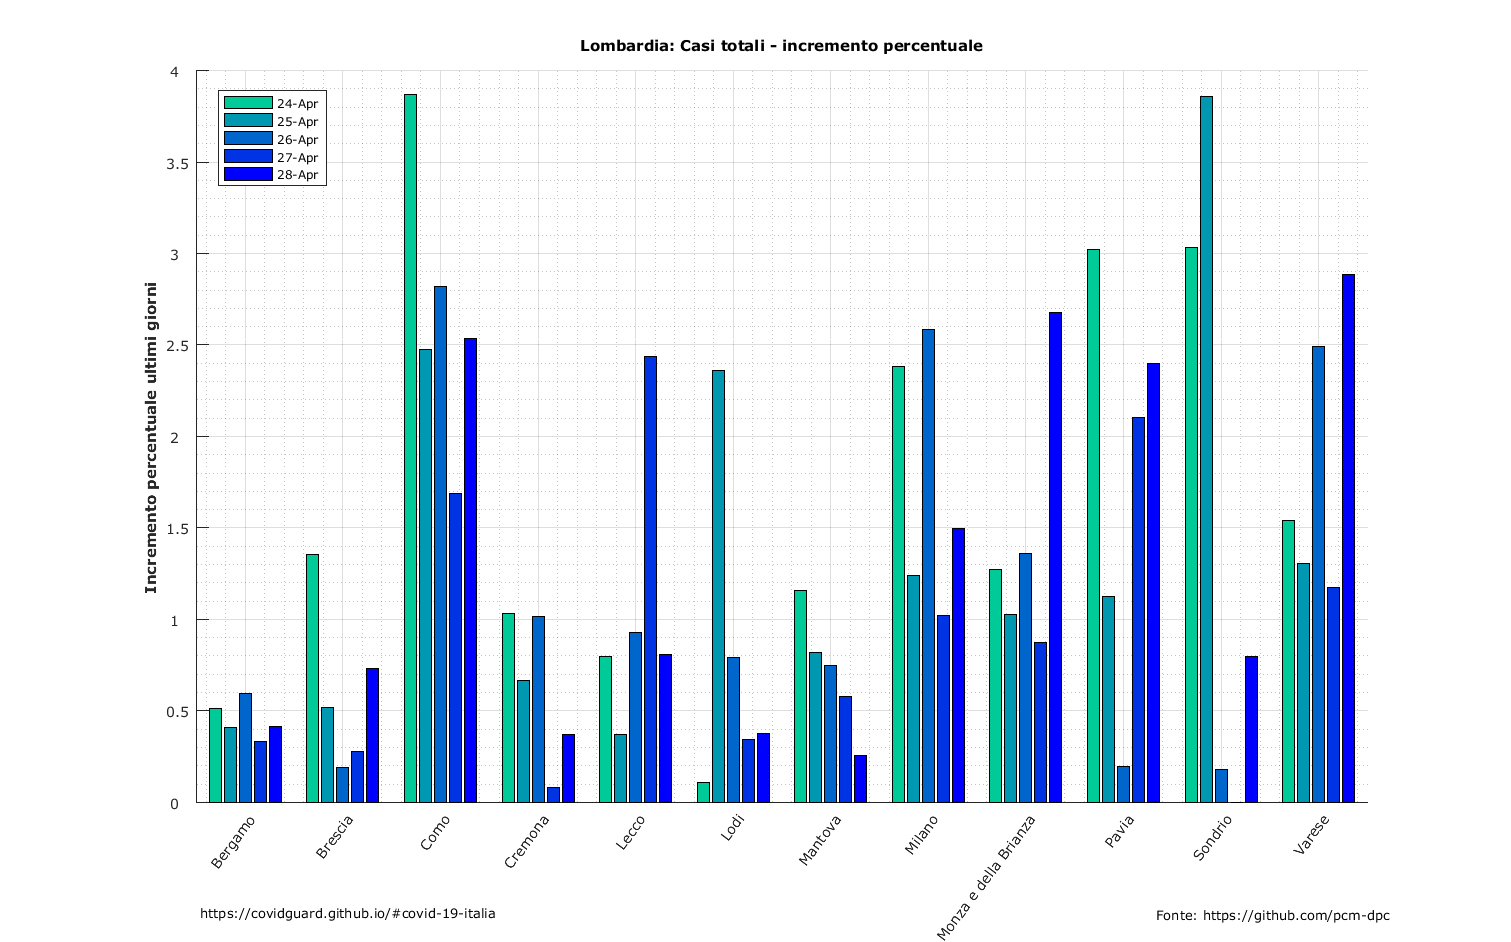 Lombardia: Casi totali - incremento percentuale
4
3.5
3
2.5
2
1.5
1
0.5
0
Incremento percentuale ultimi giorni
24-Apr
25-Apr
26-Apr
27-Apr
28-Apr
Bergamo
Brescia
Como
Cremona
Lecco
Lodi
Mantova
Milano
Monza e della Brianza
Pavia
Sondrio
Varese
https://covidguard.github.io/#covid-19-italia
Fonte: https://github.com/pcm-dpc